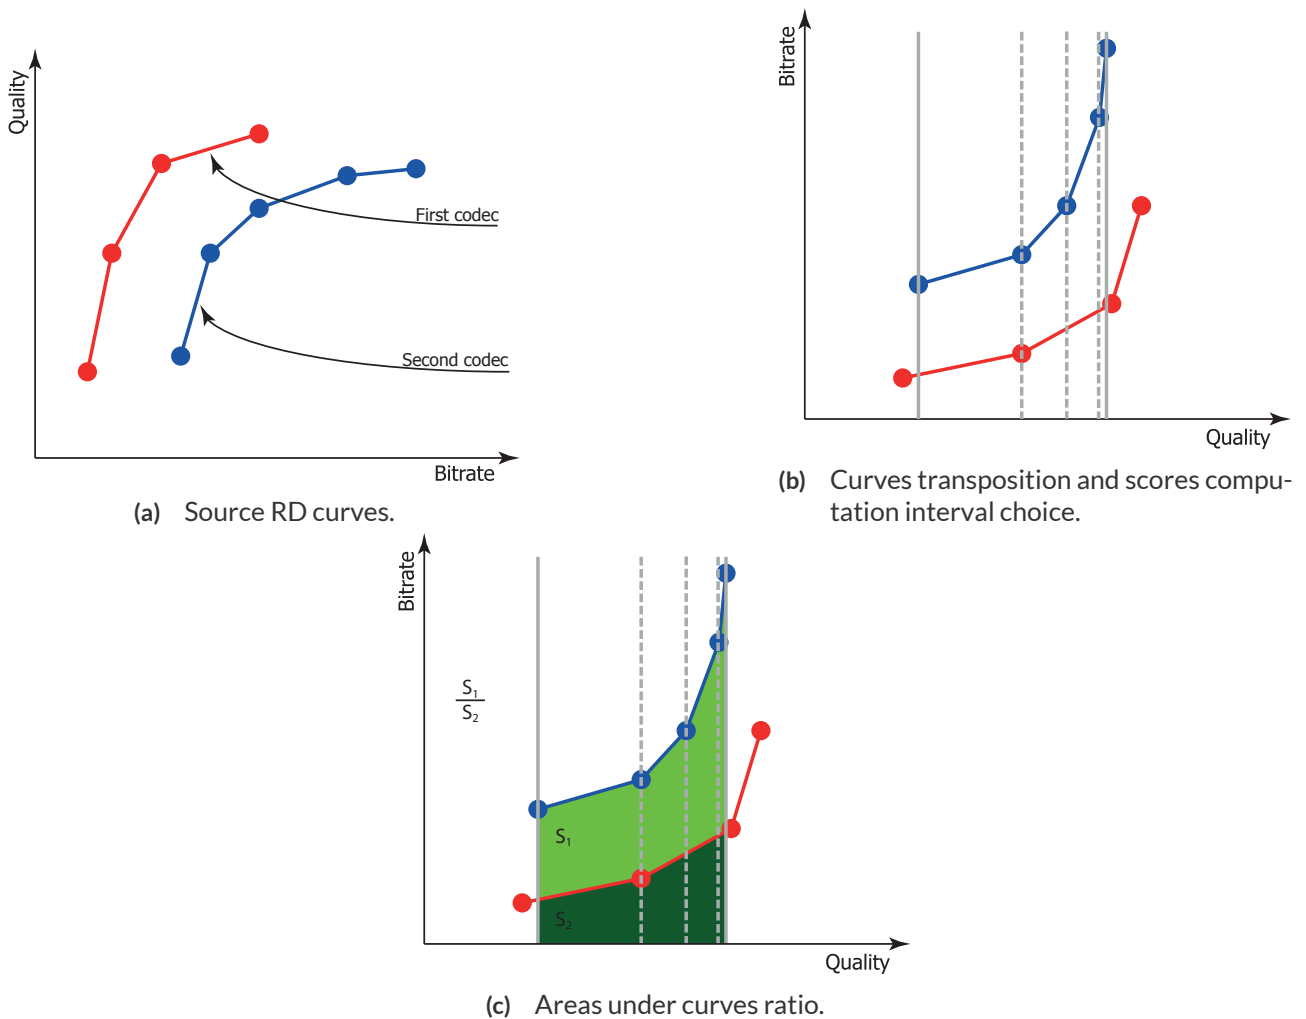 Quality
First codec
Second codec
Bitrate
(a) Source RD curves.
Bitrate
Quality
(b) Curves transposition and scores compu-
tation interval choice.
Bitrate
S₁
S₂
S₁
S₂
Quality
(c) Areas under curves ratio.